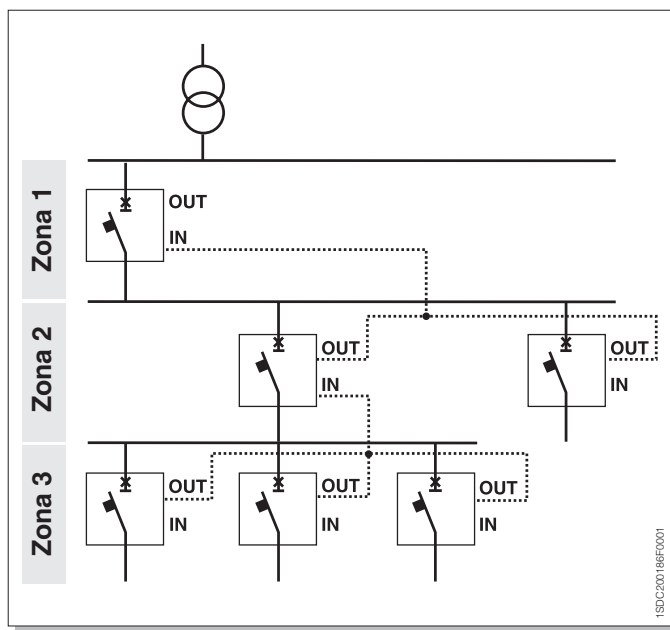 Zona 1
OUT
IN
Zona 2
OUT
IN
OUT
IN
Zona 3
OUT
IN
OUT
IN
OUT
IN
1SDC200186F0001